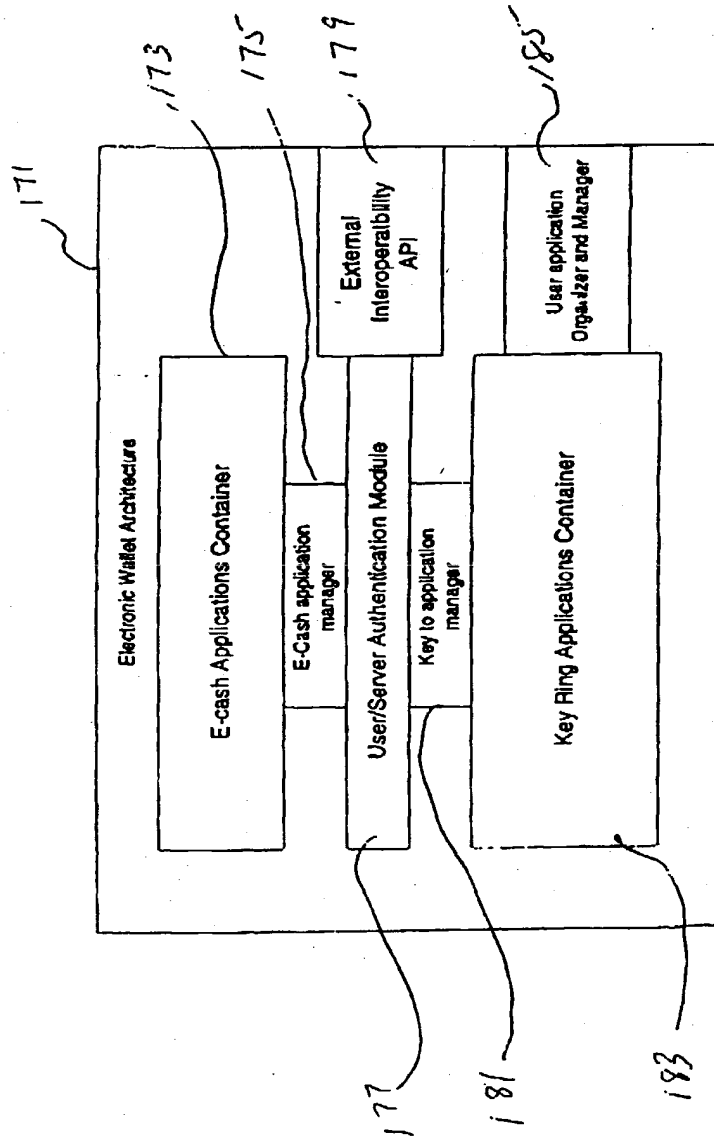 171
173
175
179
185
Electronic Wallet Architecture
E-cash Applications Container
E-Cash application
manager
User/Server Authentication Module
External
Interoperatbility
API
Key to application
manager
Key Ring Applications Container
User application
Organizer and Manager
177
181
183